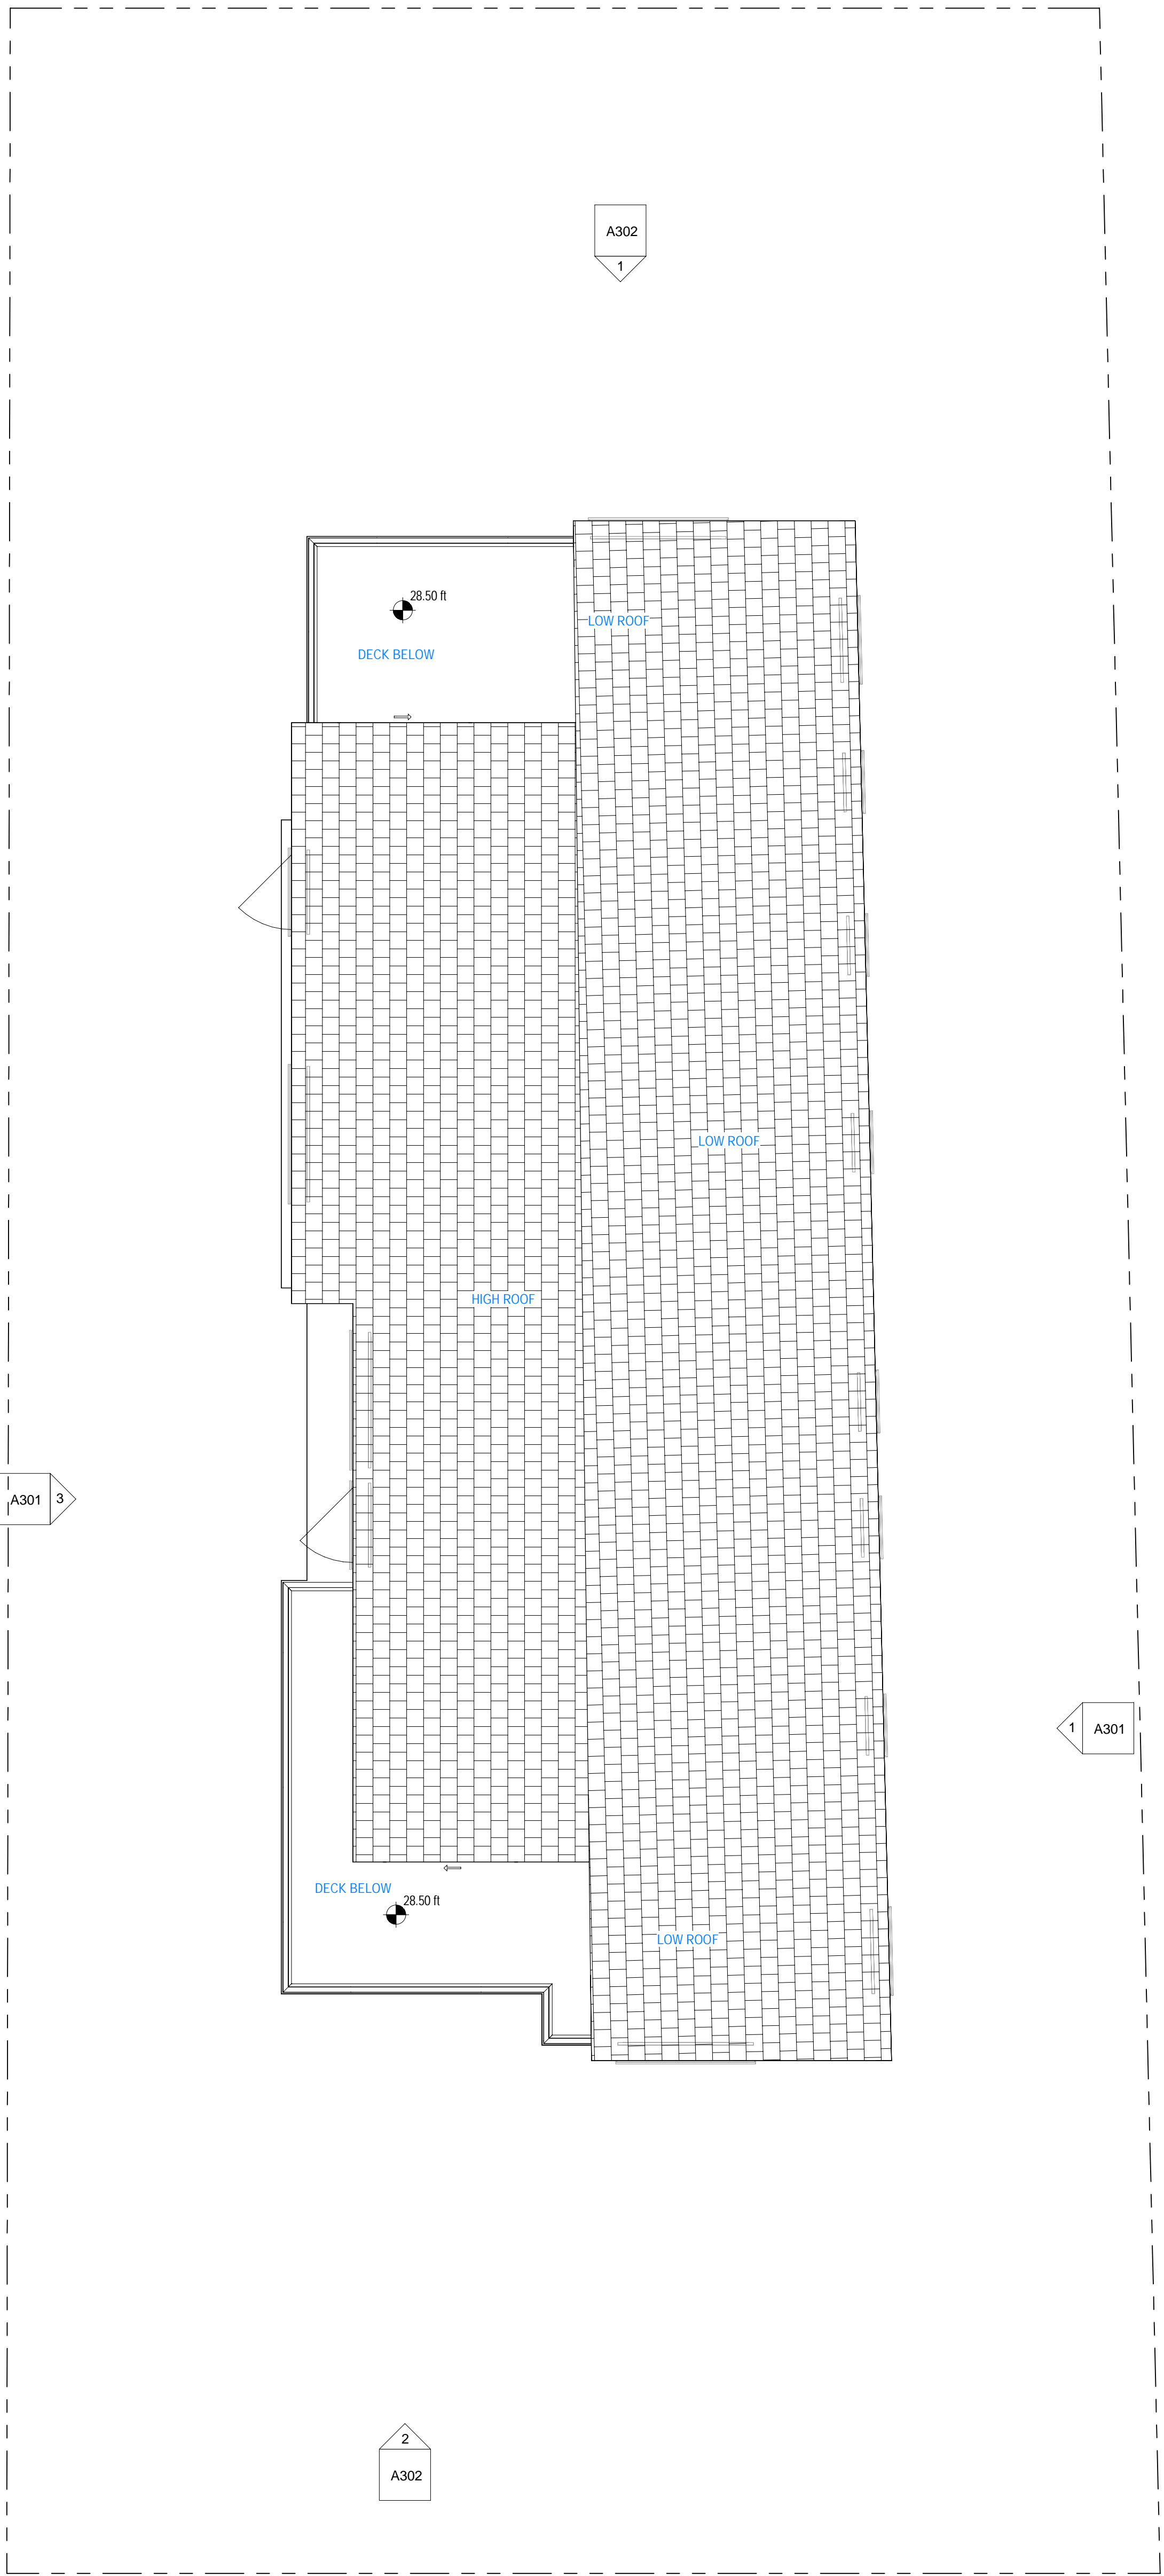 A302
1
28.50 ft
LOW ROOF
DECK BELOW
LOW ROOF
HIGH ROOF
A301 3
1 A301
DECK BELOW
28.50 ft
LOW ROOF
2
A302